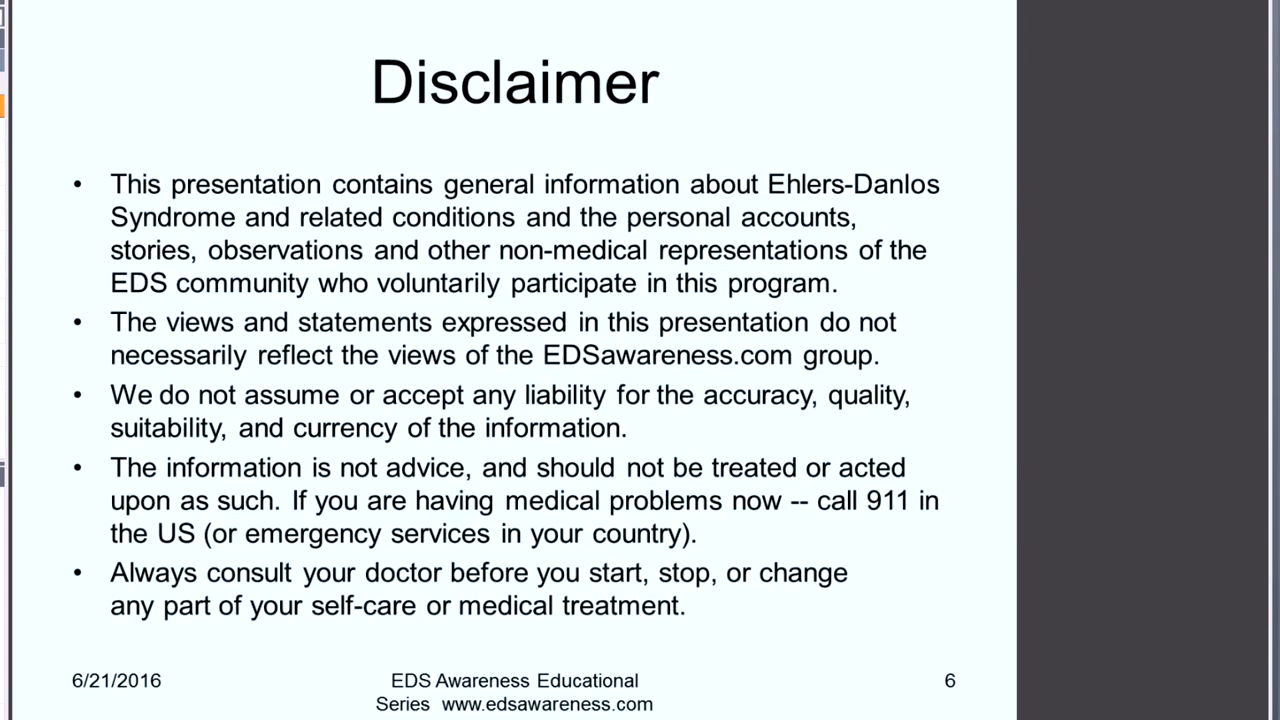 Disclaimer
• This presentation contains general information about Ehlers-Danlos
Syndrome and related conditions and the personal accounts,
stories, observations and other non-medical representations of the
EDS community who voluntarily participate in this program.
• The views and statements expressed in this presentation do not
necessarily reflect the views of the EDSawareness.com group.
• We do not assume or accept any liability for the accuracy, quality,
suitability, and currency of the information.
• The information is not advice, and should not be treated or acted
upon as such. If you are having medical problems now -- call 911 in
the US (or emergency services in your country).
• Always consult your doctor before you start, stop, or change
any part of your self-care or medical treatment.
6/21/2016
EDS Awareness Educational
Series www.edsawareness.com
6